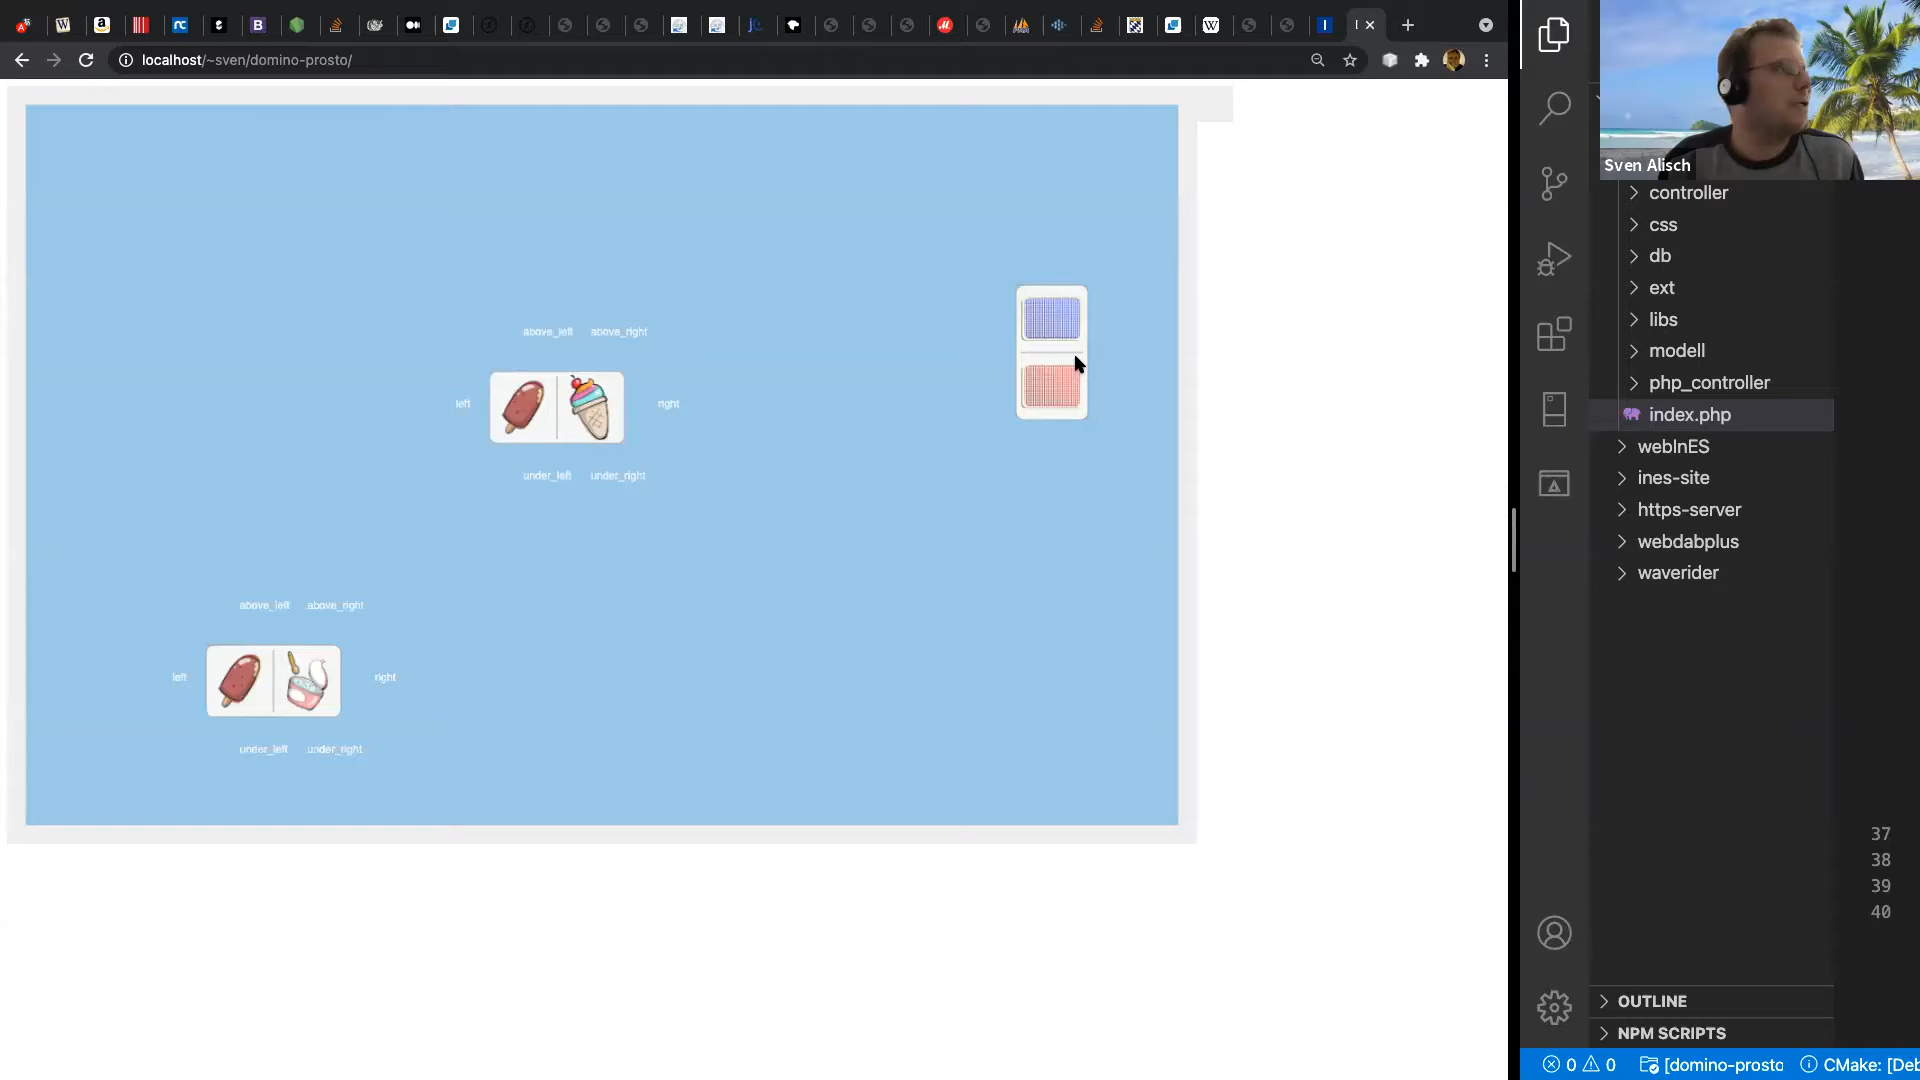 localhost/~sven/domino-prosto/
Sven Alisch
above_left above_right
left right
under_left under_right
above_left above_right
left right
under_left under_right
controller
css
db
ext
libs
modell
php_controller
index.php
webInES
ines-site
https-server
webdabplus
waverider
37
38
39
40
OUTLINE
NPM SCRIPTS
0 0 [domino-prosto CMake: [Deb